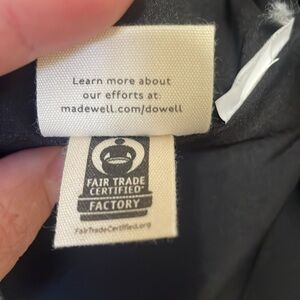 Learn more about
our efforts at:
madewell.com/dowell
FAIR TRADE
CERTIFIED®
FACTORY
FairTradeCertified.org